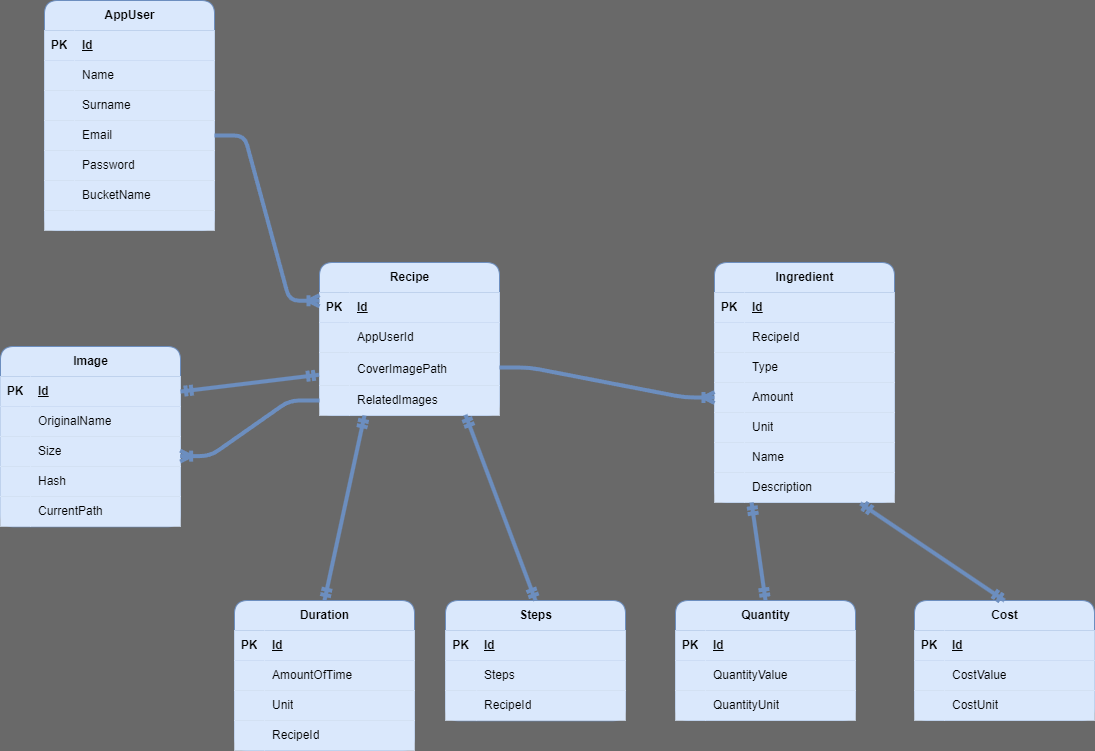 AppUser
PK Id
Name
Surname
Email
Password
BucketName
Recipe
PK Id
AppUserId
CoverImagePath
RelatedImages
Ingredient
PK Id
RecipeId
Type
Amount
Unit
Name
Description
Image
PK Id
OriginalName
Size
Hash
CurrentPath
Duration
PK Id
AmountOfTime
Unit
RecipeId
Steps
PK Id
Steps
RecipeId
Quantity
PK Id
QuantityValue
QuantityUnit
Cost
PK Id
CostValue
CostUnit